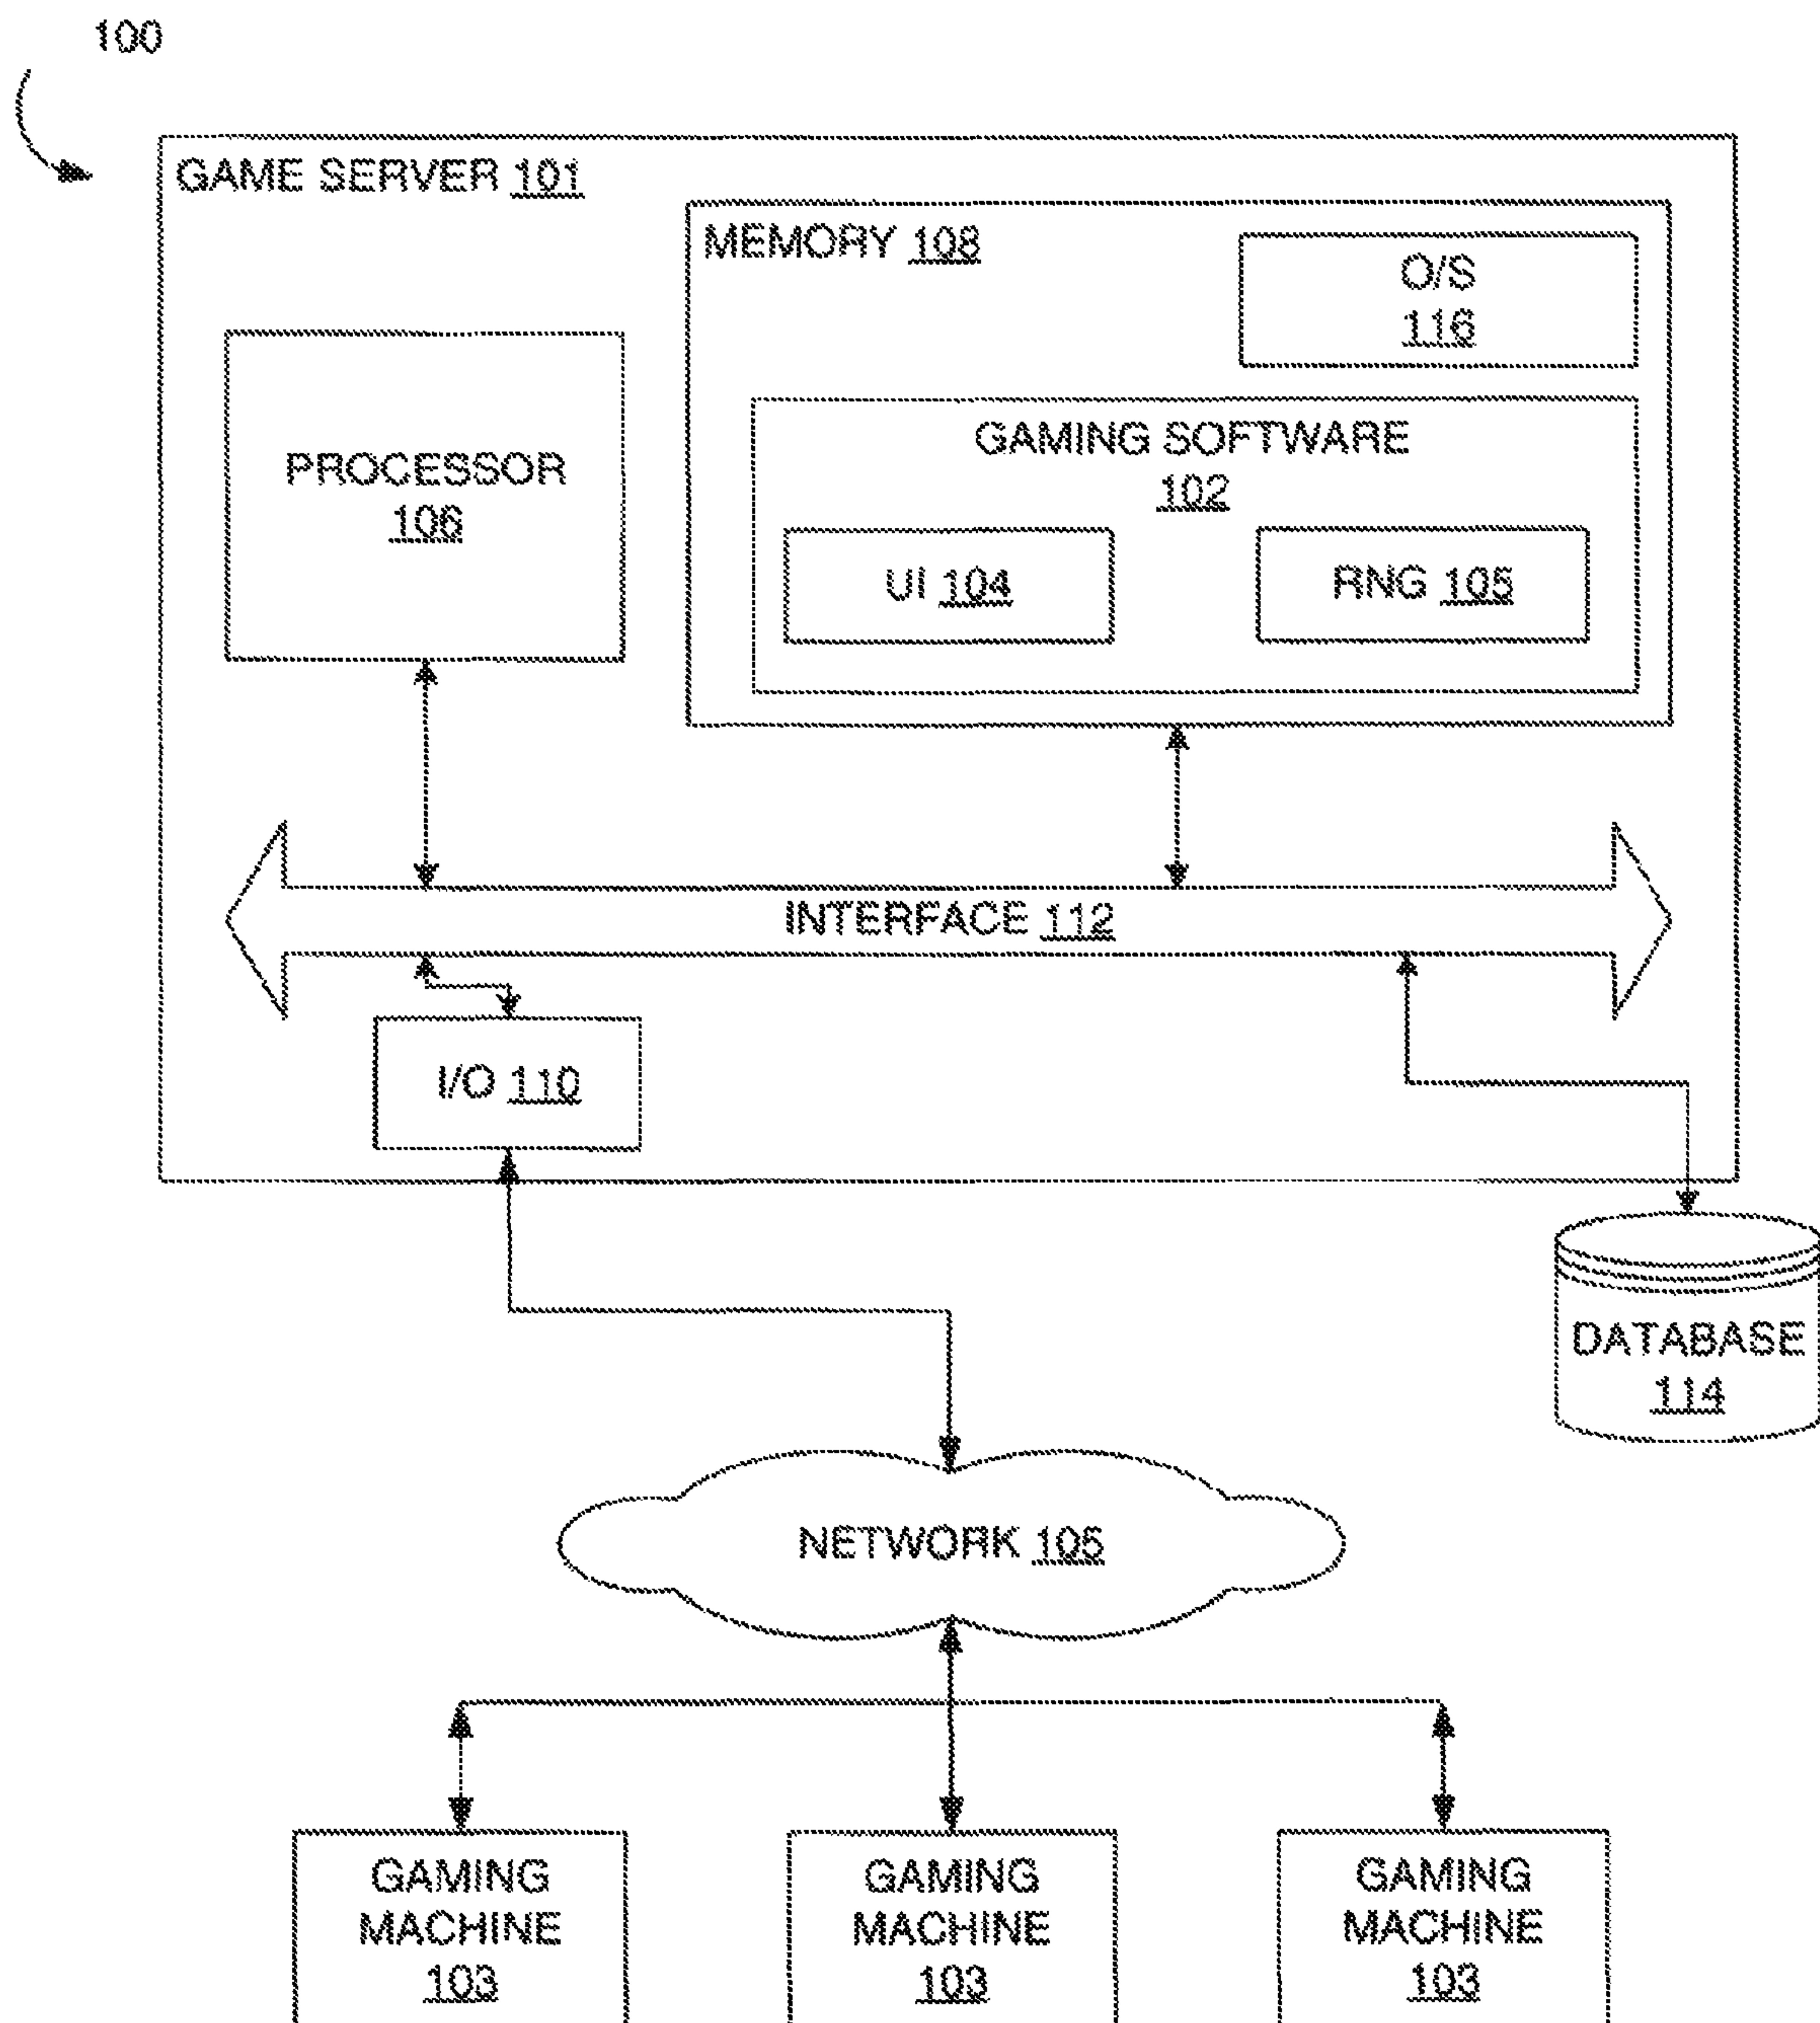 100
GAME SERVER 101
MEMORY 108
O/S
116
PROCESSOR
106
GAMING SOFTWARE
102
UI 104
RNG 105
INTERFACE 112
I/O 110
DATABASE
114
NETWORK 105
GAMING
MACHINE
103
GAMING
MACHINE
103
GAMING
MACHINE
103